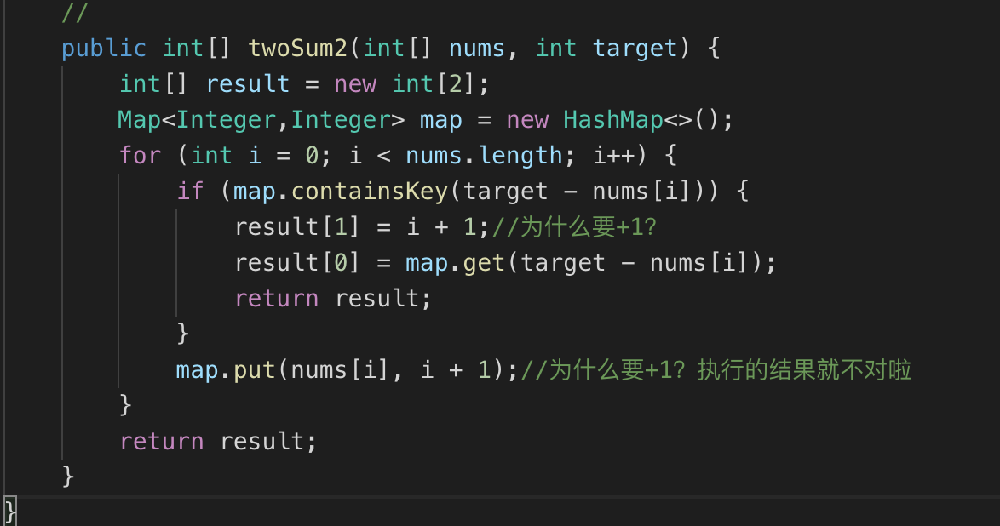 //
public int[] twoSum2(int[] nums, int target) {
int[] result = new int[2];
Map<Integer,Integer> map = new HashMap<>();
for (int i = 0; i < nums.length; i++) {
if (map.containsKey(target - nums[i])) {
result[1] = i + 1;//为什么要+1?
result[0] = map.get(target - nums[i]);
return result;
}
map.put(nums[i], i + 1);//为什么要+1? 执行的结果就不对啦
}
return result;
}
}